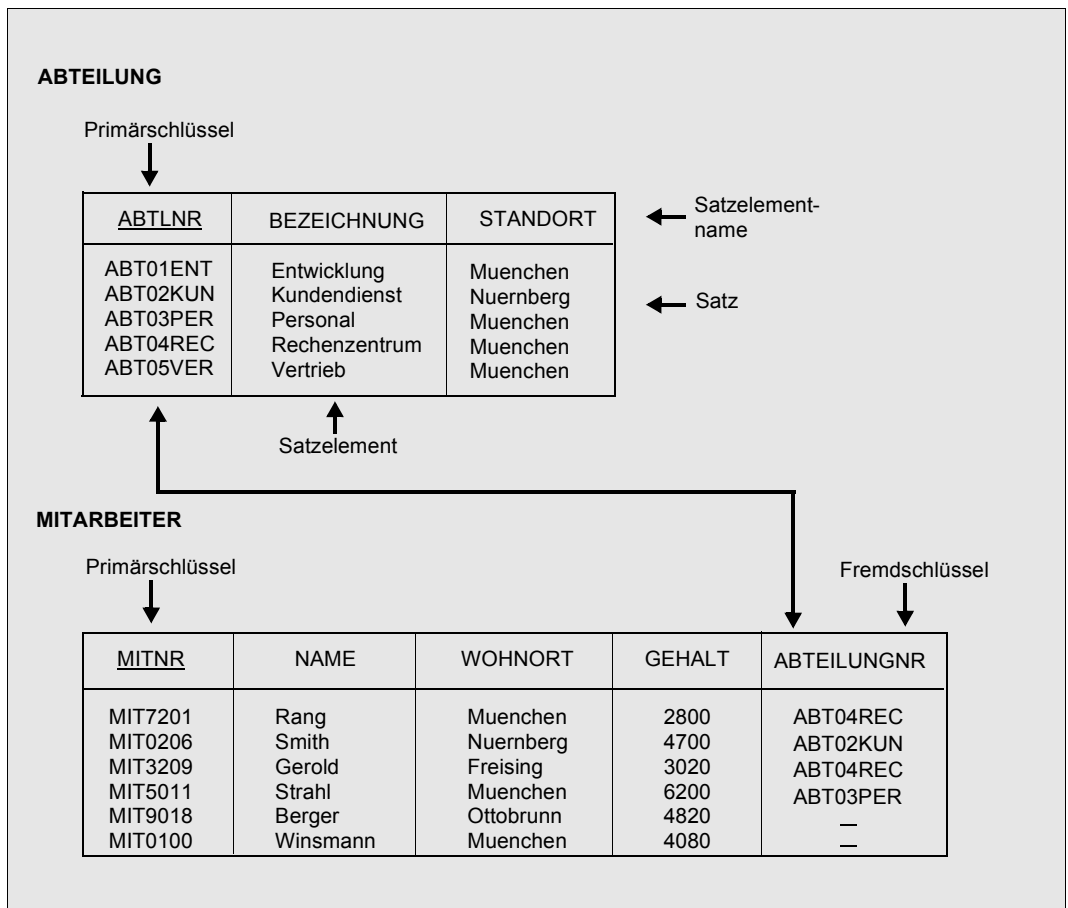 ABTEILUNG
Primärschlüssel
ABTLNR BEZEICHNUNG STANDORT
Satzelement-
name
ABT01ENT Entwicklung Muenchen
ABT02KUN Kundendienst Nuernberg
Satz
ABT03PER Personal Muenchen
ABT04REC Rechenzentrum Muenchen
ABT05VER Vertrieb Muenchen
Satzelement
MITARBEITER
Primärschlüssel
Fremdschlüssel
MITNR NAME WOHNORT GEHALT ABTEILUNGNR
MIT7201 Rang Muenchen 2800 ABT04REC
MIT0206 Smith Nuernberg 4700 ABT02KUN
MIT3209 Gerold Freising 3020 ABT04REC
MIT5011 Strahl Muenchen 6200 ABT03PER
MIT9018 Berger Ottobrunn 4820 —
MIT0100 Winsmann Muenchen 4080 —